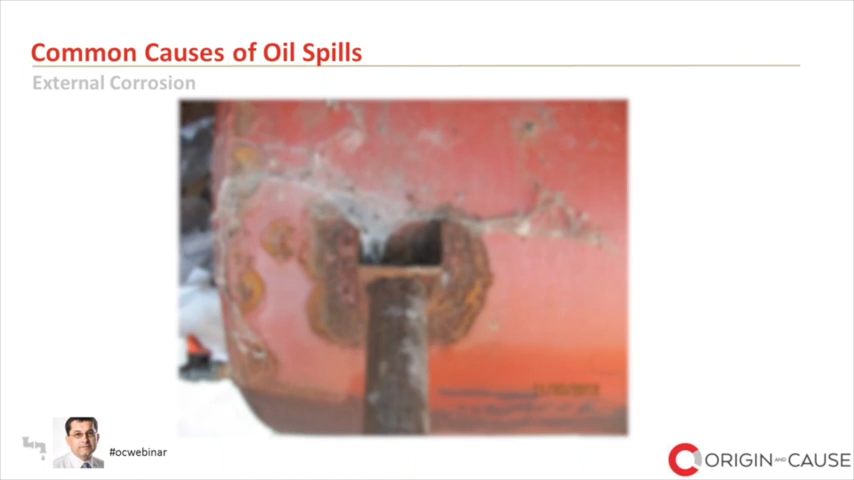 Common Causes of Oil Spills
External Corrosion
#ocwebinar
ORIGIN AND CAUSE